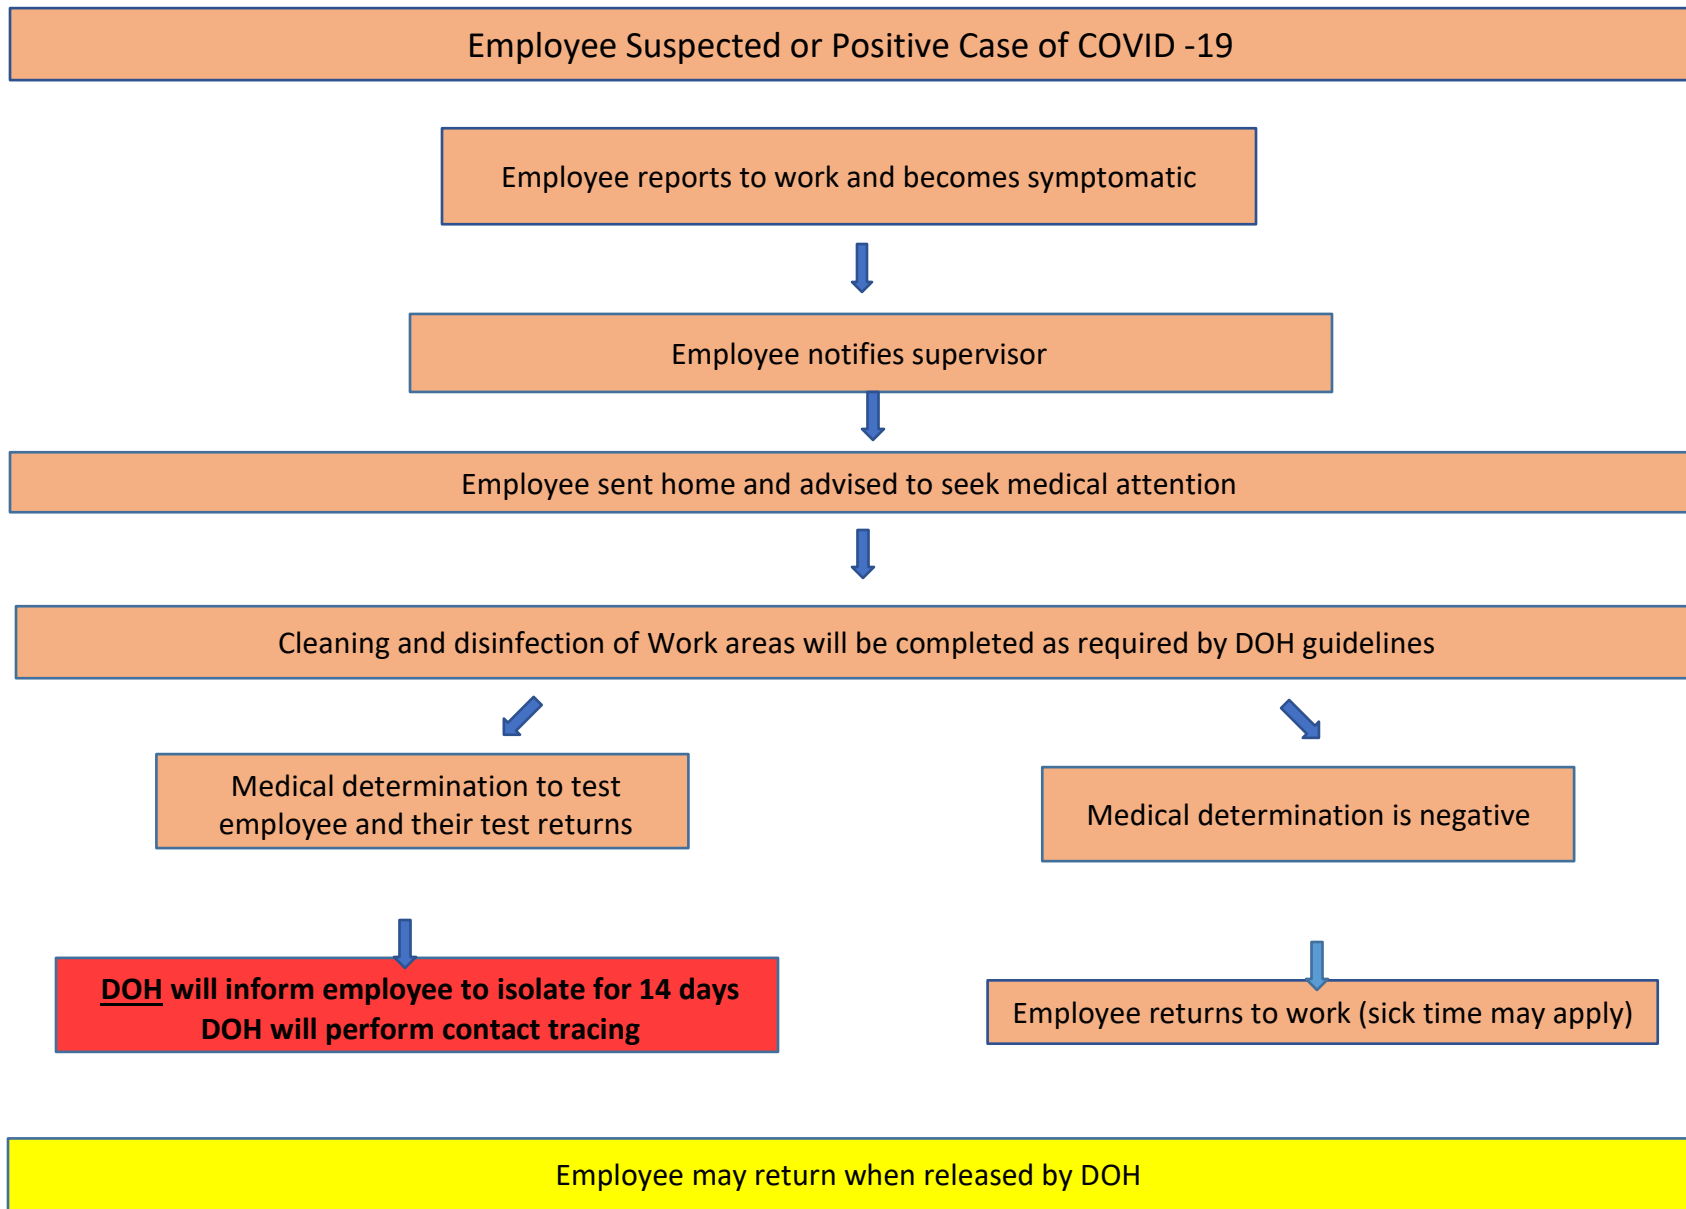 Employee Suspected or Positive Case of COVID -19
Employee reports to work and becomes symptomatic
Employee notifies supervisor
Employee sent home and advised to seek medical attention
Cleaning and disinfection of Work areas will be completed as required by DOH guidelines
Medical determination to test
employee and their test returns
Medical determination is negative
DOH will inform employee to isolate for 14 days
DOH will perform contact tracing
Employee returns to work (sick time may apply)
Employee may return when released by DOH